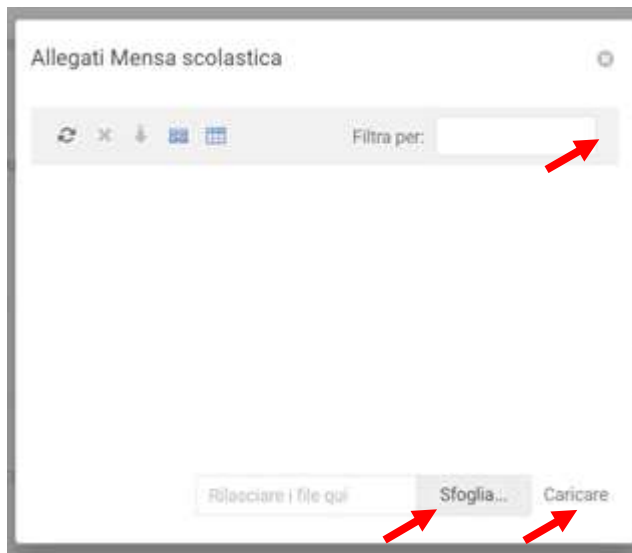 Allegati Mensa scolastica
Filtra per:
Rilasciare i file qui
Sfoglia...
Caricare